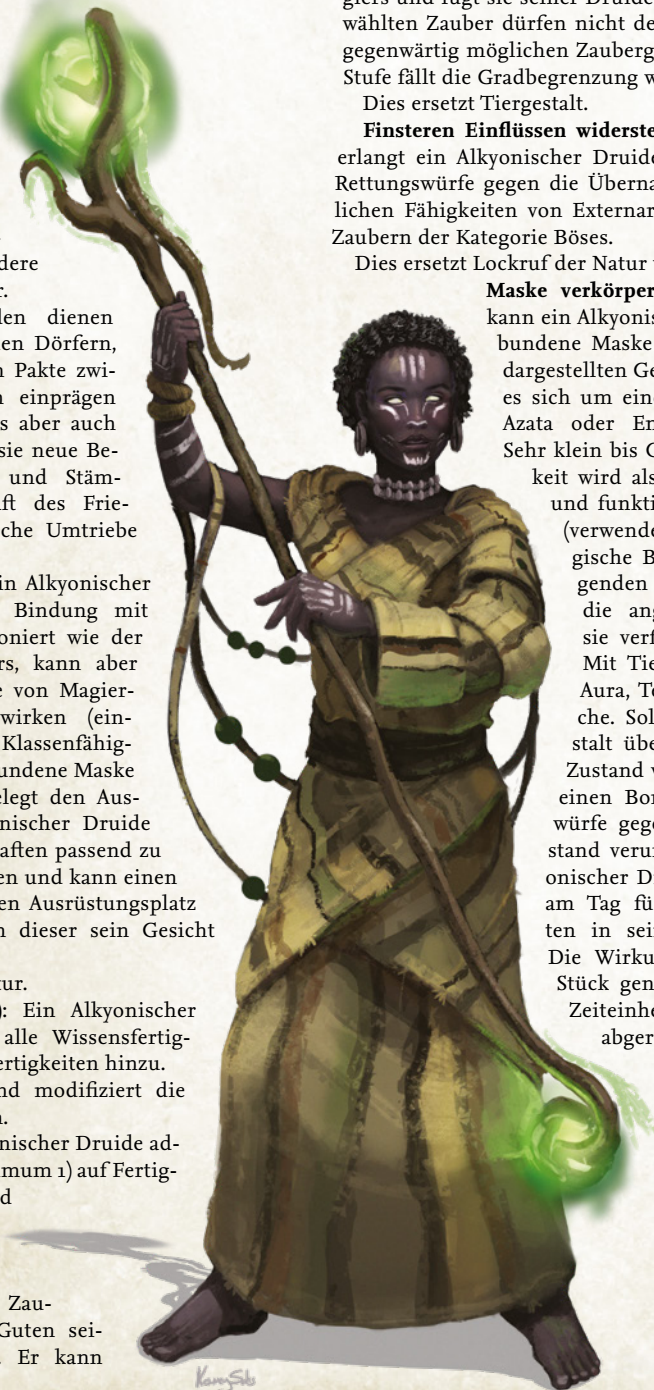 dere
r.
len dienen
en Dörfern,
n Pakte zwi-
n einprägen
s aber auch
sie neue Be-
und Stäm-
ft des Frie-
che Umtriebe
in Alkyonischer
Bindung mit
oniert wie der
rs, kann aber
e von Magier-
wirken (ein-
Klassenfähig-
undene Maske
elegt den Aus-
nischer Druide
aften passend zu
en und kann einen
en Ausrüstungsplatz
n dieser sein Gesicht
tur.
): Ein Alkyonischer
alle Wissensfertig-
ertigkeiten hinzu.
nd modifiziert die
n.
nischer Druide ad-
mum 1) auf Fertig-
d
Zau-
Guten sei-
. Er kann
giers und fügt sie seiner Druide
wählten Zauber dürfen nicht de
gegenwärtig möglichen Zauberg
Stufe fällt die Gradbegrenzung w
Dies ersetzt Tiergestalt.
Finsteren Einflüssen widerste
erlangt ein Alkyonischer Druide
Rettungswürfe gegen die Überna
lichen Fähigkeiten von Externar
Zaubern der Kategorie Böses.
Dies ersetzt Lockruf der Natur
Maske verkörper
kann ein Alkyonis
bundene Maske
dargestellten Ge
es sich um ein
Azata oder En
Sehr klein bis G
keit wird als
und funkti
(verwende
gische B
genden
die ang
sie verf
Mit Tie
Aura, Te
che. Sol
stalt übe
Zustand v
einen Bon
würfe geg
stand veru
onischer D
am Tag fü
ten in sei
Die Wirku
Stück gen
Zeiteinhe
abger